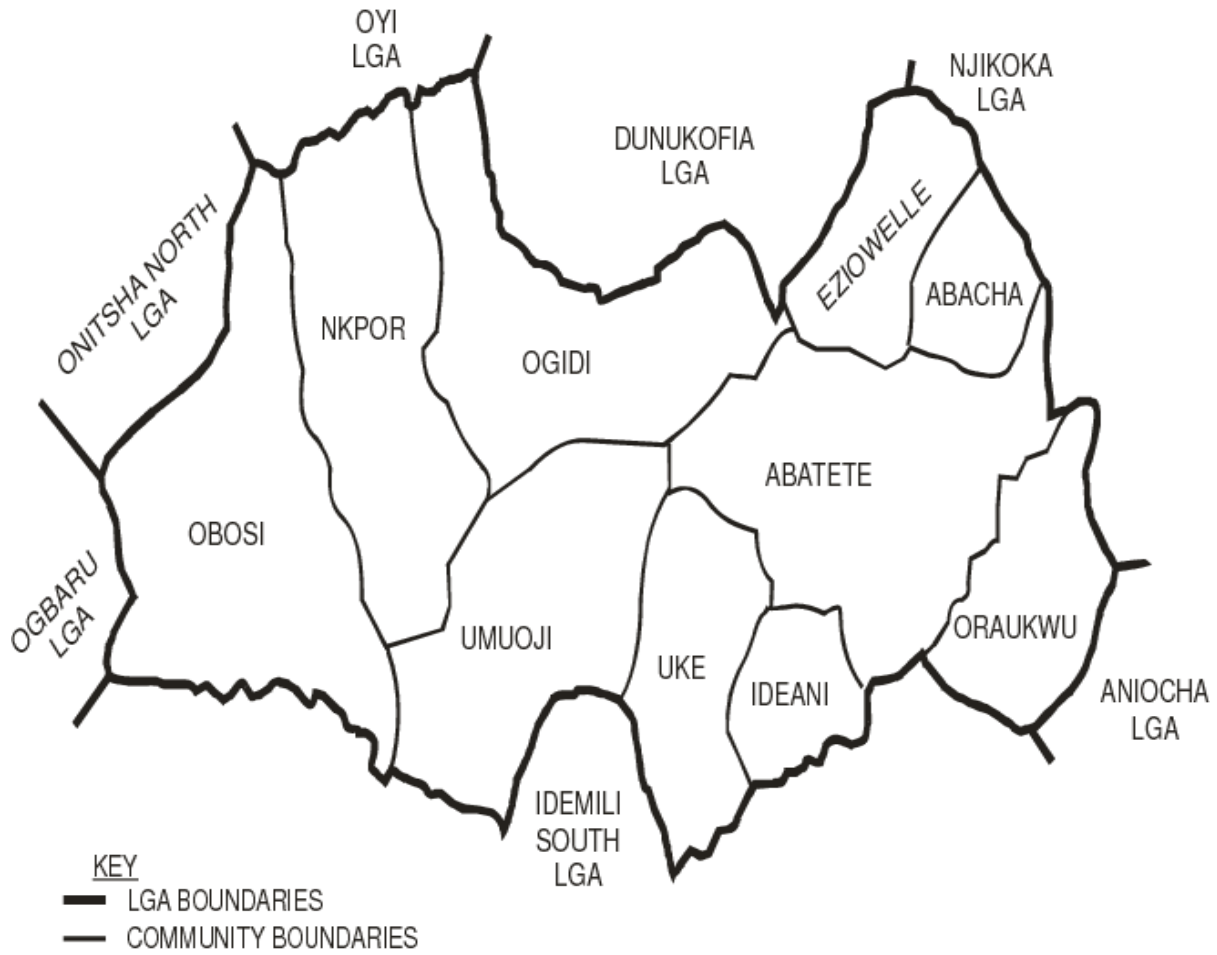 OYI
LGA
NJIKOKA
LGA
DUNUKOFIA
LGA
ONITSHA NORTH
LGA
EZIOWELLE
ABACHA
NKPOR
OGIDI
ABATETE
OBOSI
OGBARU
LGA
UMUOJI
UKE
IDEANI
ORAUKWU
ANIOCHA
LGA
IDEMILI
SOUTH
LGA
KEY
LGA BOUNDARIES
COMMUNITY BOUNDARIES